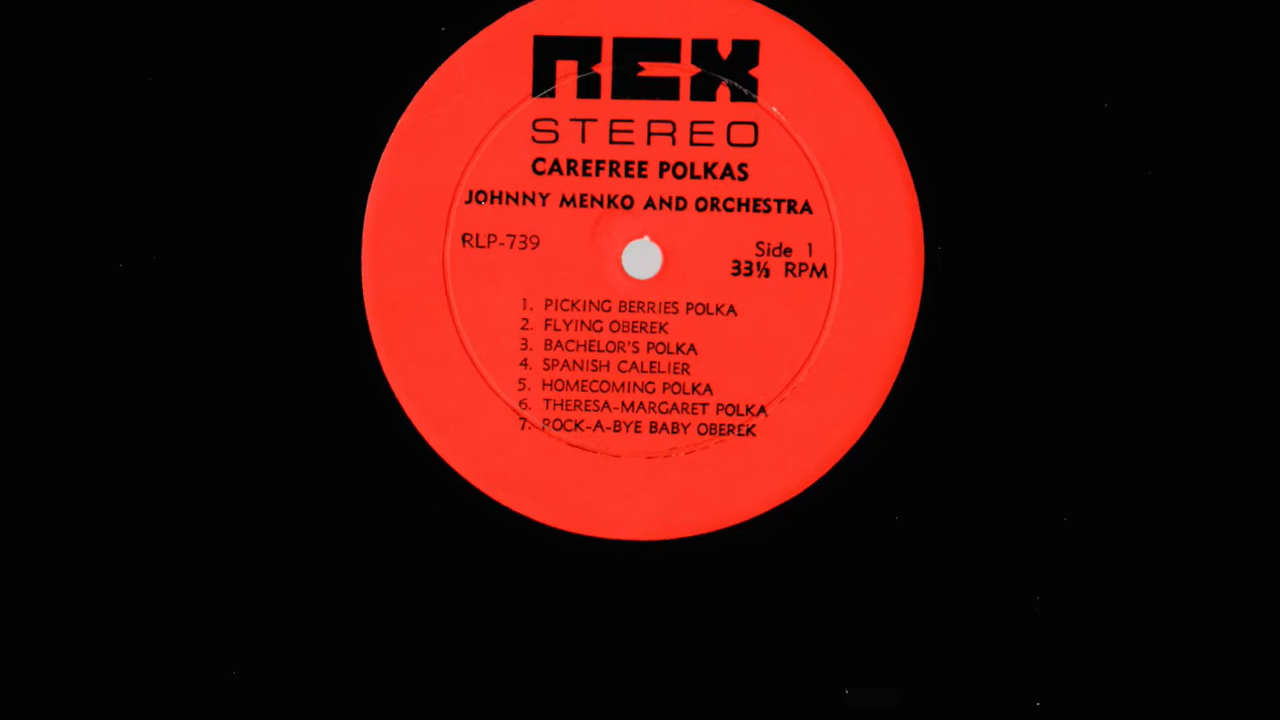 REX
STEREO
CAREFREE POLKAS
JOHNNY MENKO AND ORCHESTRA
RLP-739
Side 1
33⅓ RPM
1. PICKING BERRIES POLKA
2. FLYING OBEREK
3. BACHELOR'S POLKA
4. SPANISH CALELIER
5. HOMECOMING POLKA
6. THERESA-MARGARET POLKA
7. ROCK-A-BYE BABY OBEREK